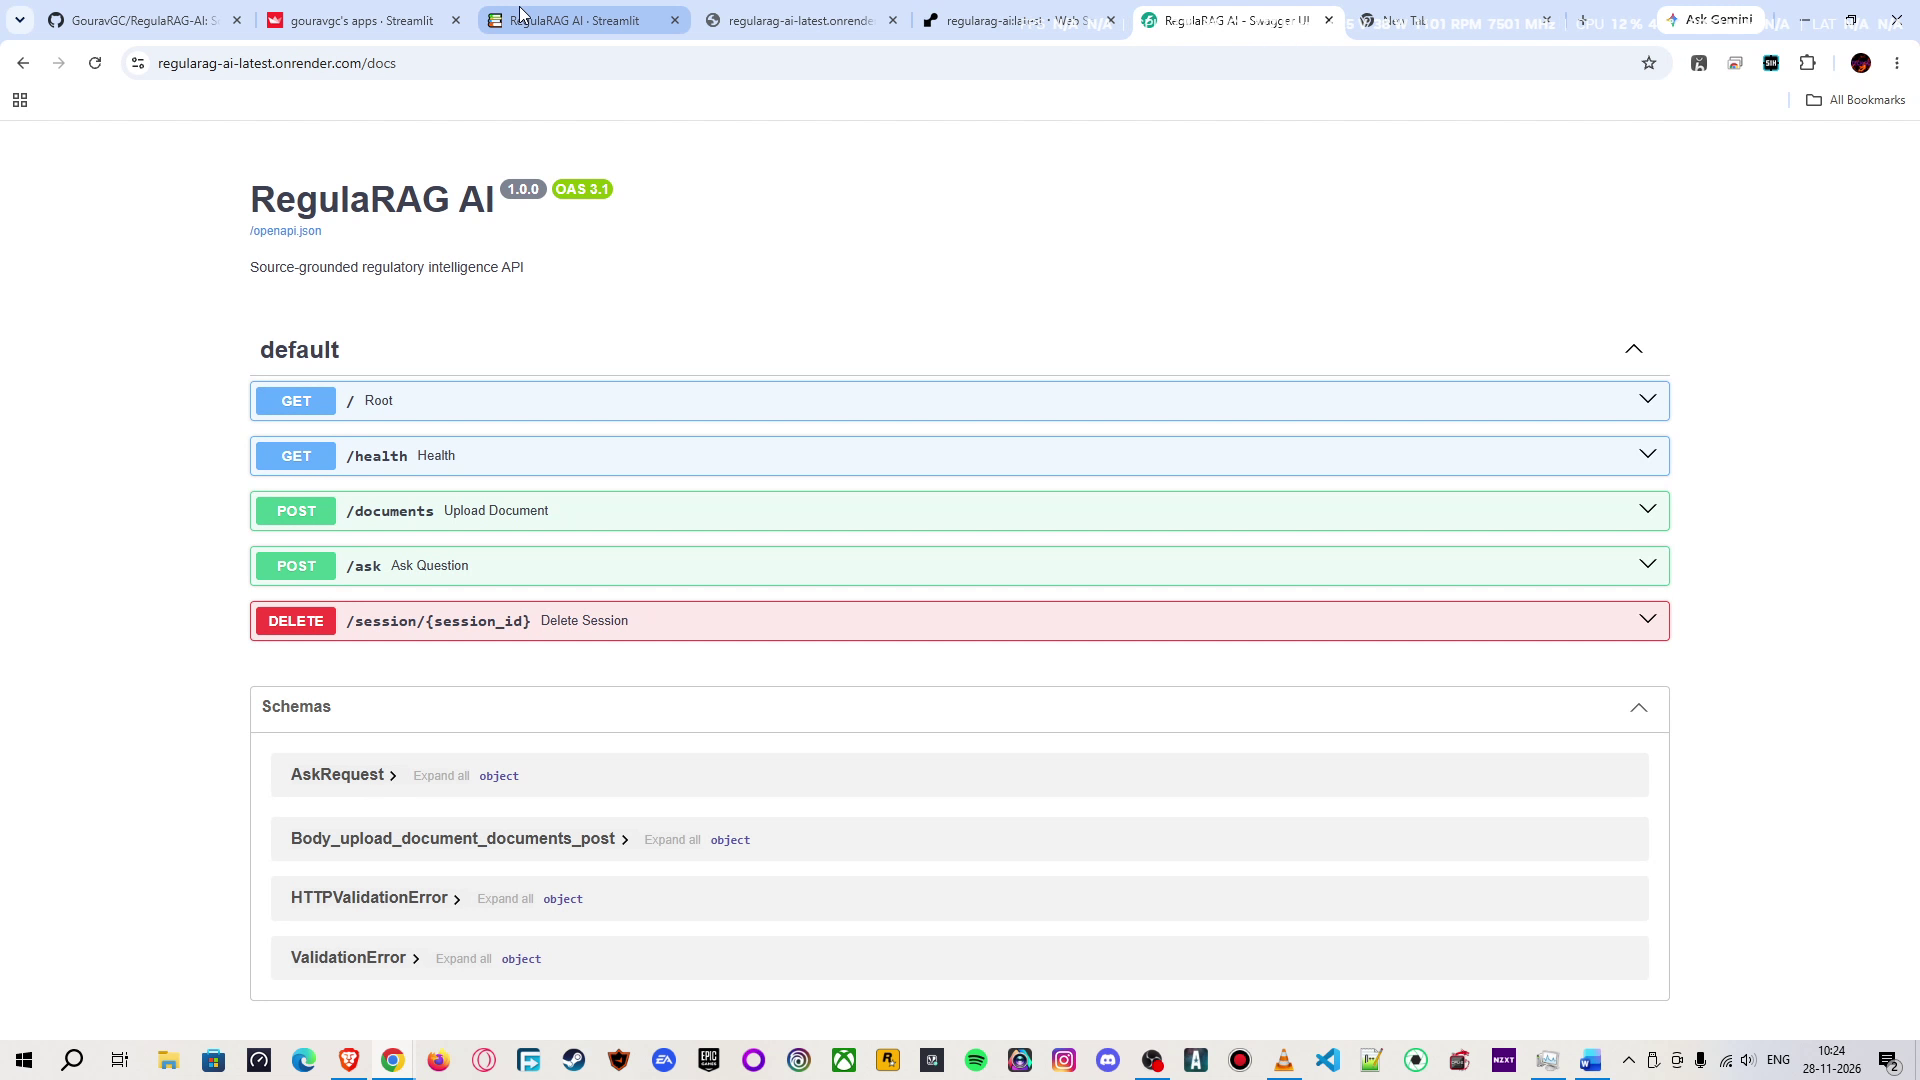 GouravGC/RegulaRAG-AI: S
gouravgc's apps · Streamlit
RegulaRAG AI · Streamlit
regularag-ai-latest.onrende
RegulaRAG AI - Swagger UI
Ask Gemini
regularag-ai-latest.onrender.com/docs
All Bookmarks
RegulaRAG AI 1.0.0 OAS 3.1
/openapi.json
Source-grounded regulatory intelligence API
default
GET / Root
GET /health Health
POST /documents Upload Document
POST /ask Ask Question
DELETE /session/{session_id} Delete Session
Schemas
AskRequest Expand all object
Body_upload_document_documents_post Expand all object
HTTPValidationError Expand all object
ValidationError Expand all object
ENG
10:24
28-11-2026
2